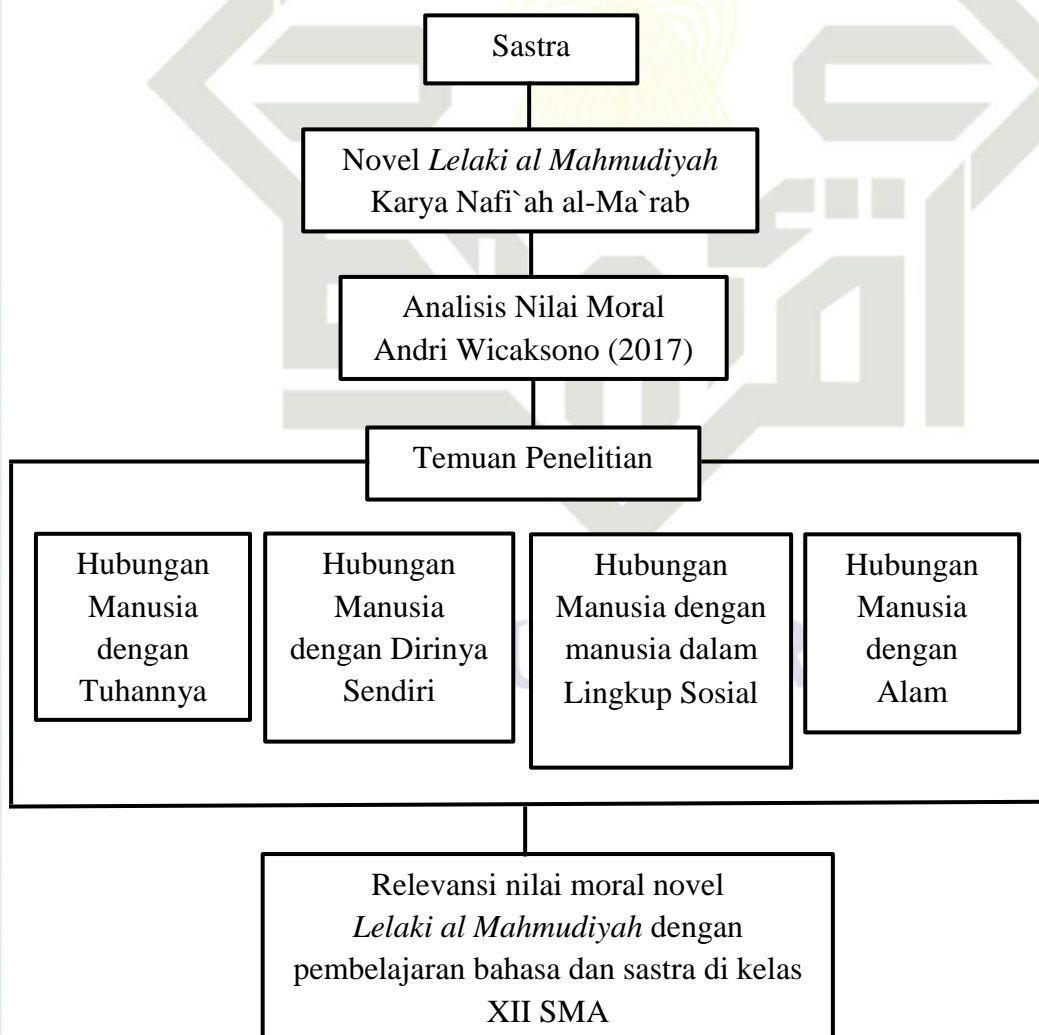 Sastra
Novel Lelaki al Mahmudiyah
Karya Nafi`ah al-Ma`rab
Analisis Nilai Moral
Andri Wicaksono (2017)
Temuan Penelitian
Hubungan
Manusia
dengan
Tuhannya
Hubungan
Manusia
dengan Dirinya
Sendiri
Hubungan
Manusia dengan
manusia dalam
Lingkup Sosial
Hubungan
Manusia
dengan
Alam
Relevansi nilai moral novel
Lelaki al Mahmudiyah dengan
pembelajaran bahasa dan sastra di kelas
XII SMA